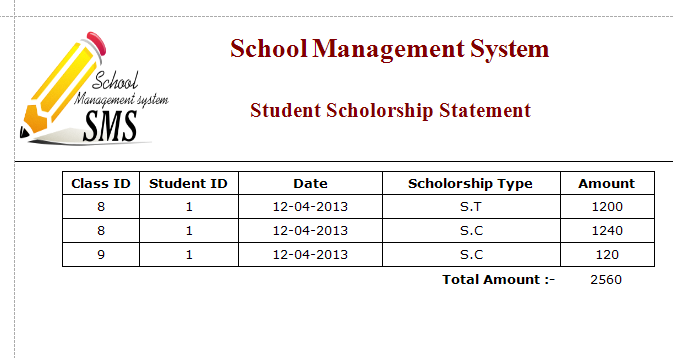 School Management System
School
Management system
SMS
Student Scholorship Statement
Class ID Student ID Date Scholorship Type Amount
8 1 12-04-2013 S.T 1200
8 1 12-04-2013 S.C 1240
9 1 12-04-2013 S.C 120
Total Amount :- 2560